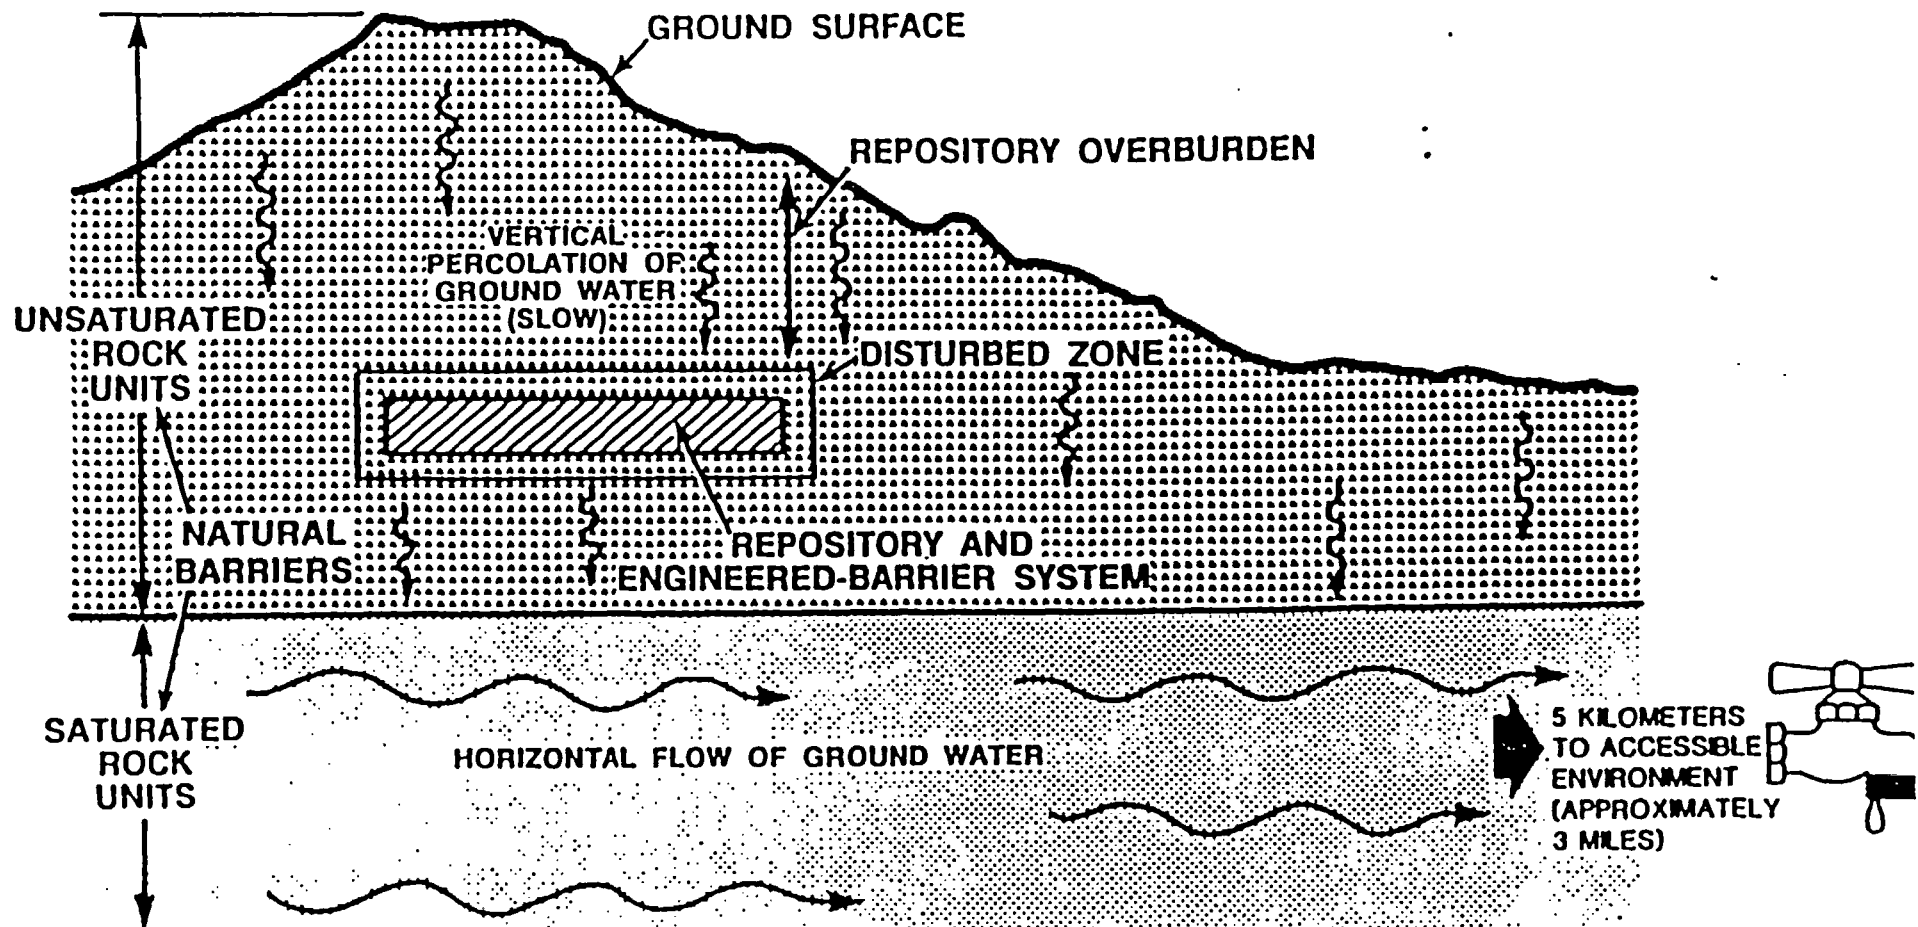 GROUND SURFACE
REPOSITORY OVERBURDEN
VERTICAL
PERCOLATION OF
GROUND WATER
(SLOW)
UNSATURATED
ROCK
UNITS
DISTURBED ZONE
NATURAL
BARRIERS
REPOSITORY AND
ENGINEERED-BARRIER SYSTEM
SATURATED
ROCK
UNITS
HORIZONTAL FLOW OF GROUND WATER
5 KILOMETERS
TO ACCESSIBLE
ENVIRONMENT
(APPROXIMATELY
3 MILES)